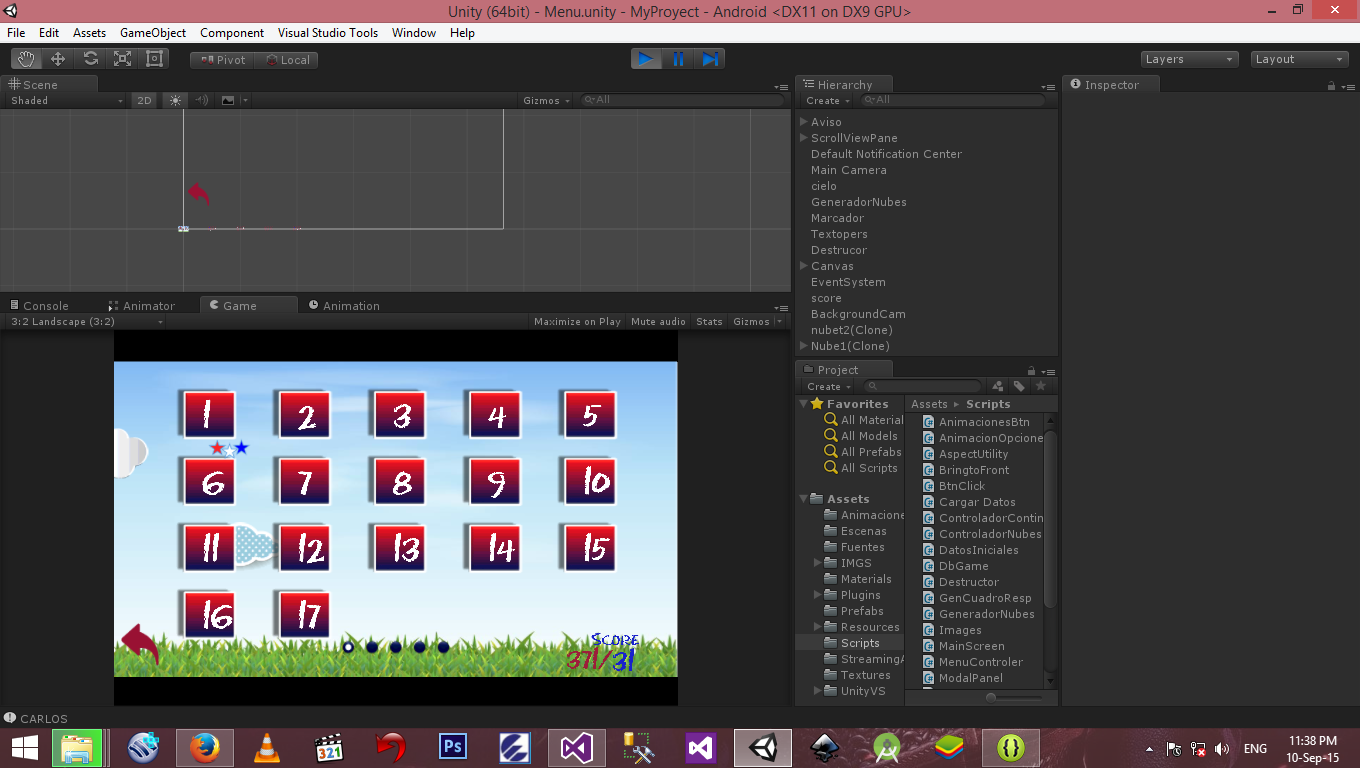 Unity (64bit) - Menu.unity - MyProyect - Android <DX11 on DX9 GPU>
File Edit Assets GameObject Component Visual Studio Tools Window Help
Pivot Local Layers Layout
Scene
Shaded 2D Gizmos All
Hierarchy
Create All
Aviso
ScrollViewPane
Default Notification Center
Main Camera
cielo
GeneradorNubes
Marcador
Textopers
Destrucor
Canvas
EventSystem
score
BackgroundCam
nubet2(Clone)
Nube1(Clone)
Inspector
Console Animator Game Animation
3:2 Landscape (3:2) Maximize on Play Mute audio Stats Gizmos
1 2 3 4 5
6 7 8 9 10
11 12 13 14 15
16 17
Score
371/31
Project
Create
Favorites
All Material
All Models
All Prefabs
All Scripts
Assets
Animacione
Escenas
Fuentes
IMGS
Materials
Plugins
Prefabs
Resources
Scripts
StreamingA
Textures
UnityVS
Assets Scripts
AnimacionesBtn
AnimacionOpcione
AspectUtility
BringtoFront
BtnClick
Cargar Datos
ControladorContin
ControladorNubes
DatosIniciales
DbGame
Destructor
GenCuadroResp
GeneradorNubes
Images
MainScreen
MenuControler
ModalPanel
CARLOS
321
Ps
{}
ENG
11:38 PM
10-Sep-15